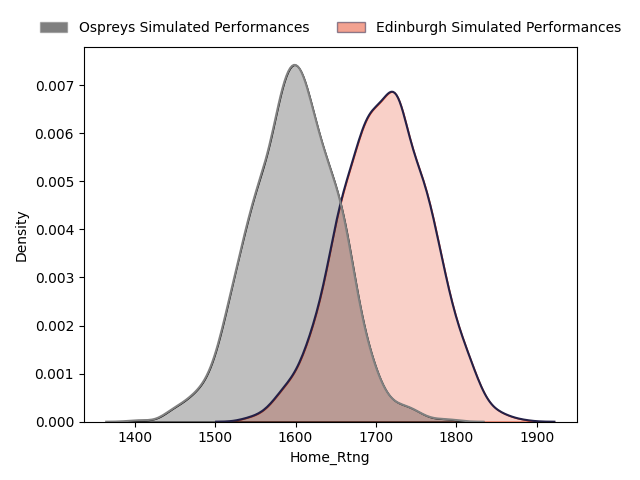 Ospreys Simulated Performances Edinburgh Simulated Performances
0.007
0.006
0.005
0.004
0.003
0.002
0.001
0.000
Density
1400 1500 1600 1700 1800 1900
Home_Rtng